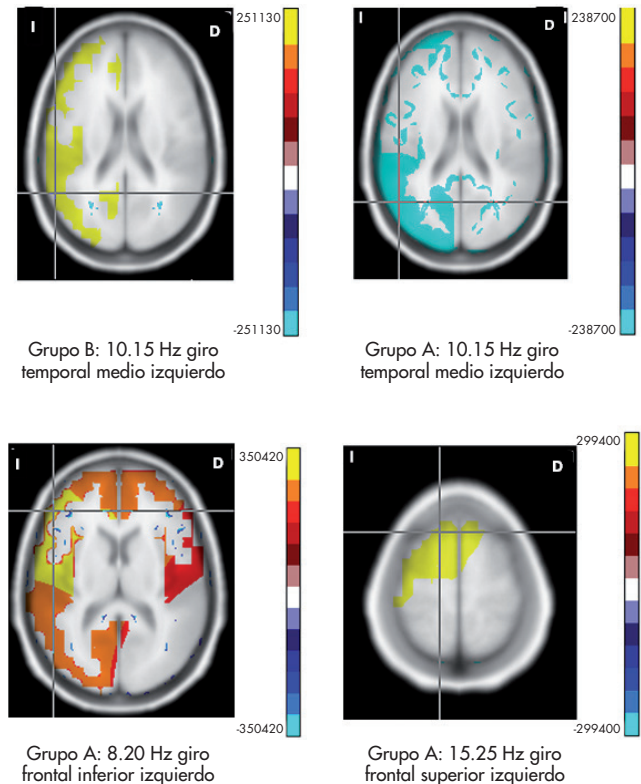 I D
251130
-251130
Grupo B: 10.15 Hz giro
temporal medio izquierdo
I D
238700
-238700
Grupo A: 10.15 Hz giro
temporal medio izquierdo
I D
350420
-350420
Grupo A: 8.20 Hz giro
frontal inferior izquierdo
I D
299400
-299400
Grupo A: 15.25 Hz giro
frontal superior izquierdo